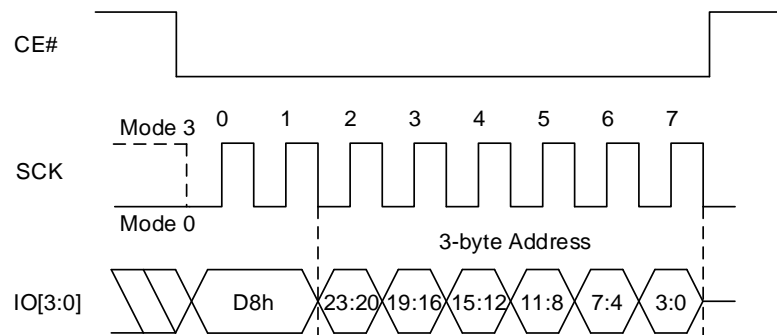 CE#
Mode 3
0 1 2 3 4 5 6 7
SCK
Mode 0
3-byte Address
IO[3:0]
D8h 23:20 19:16 15:12 11:8 7:4 3:0